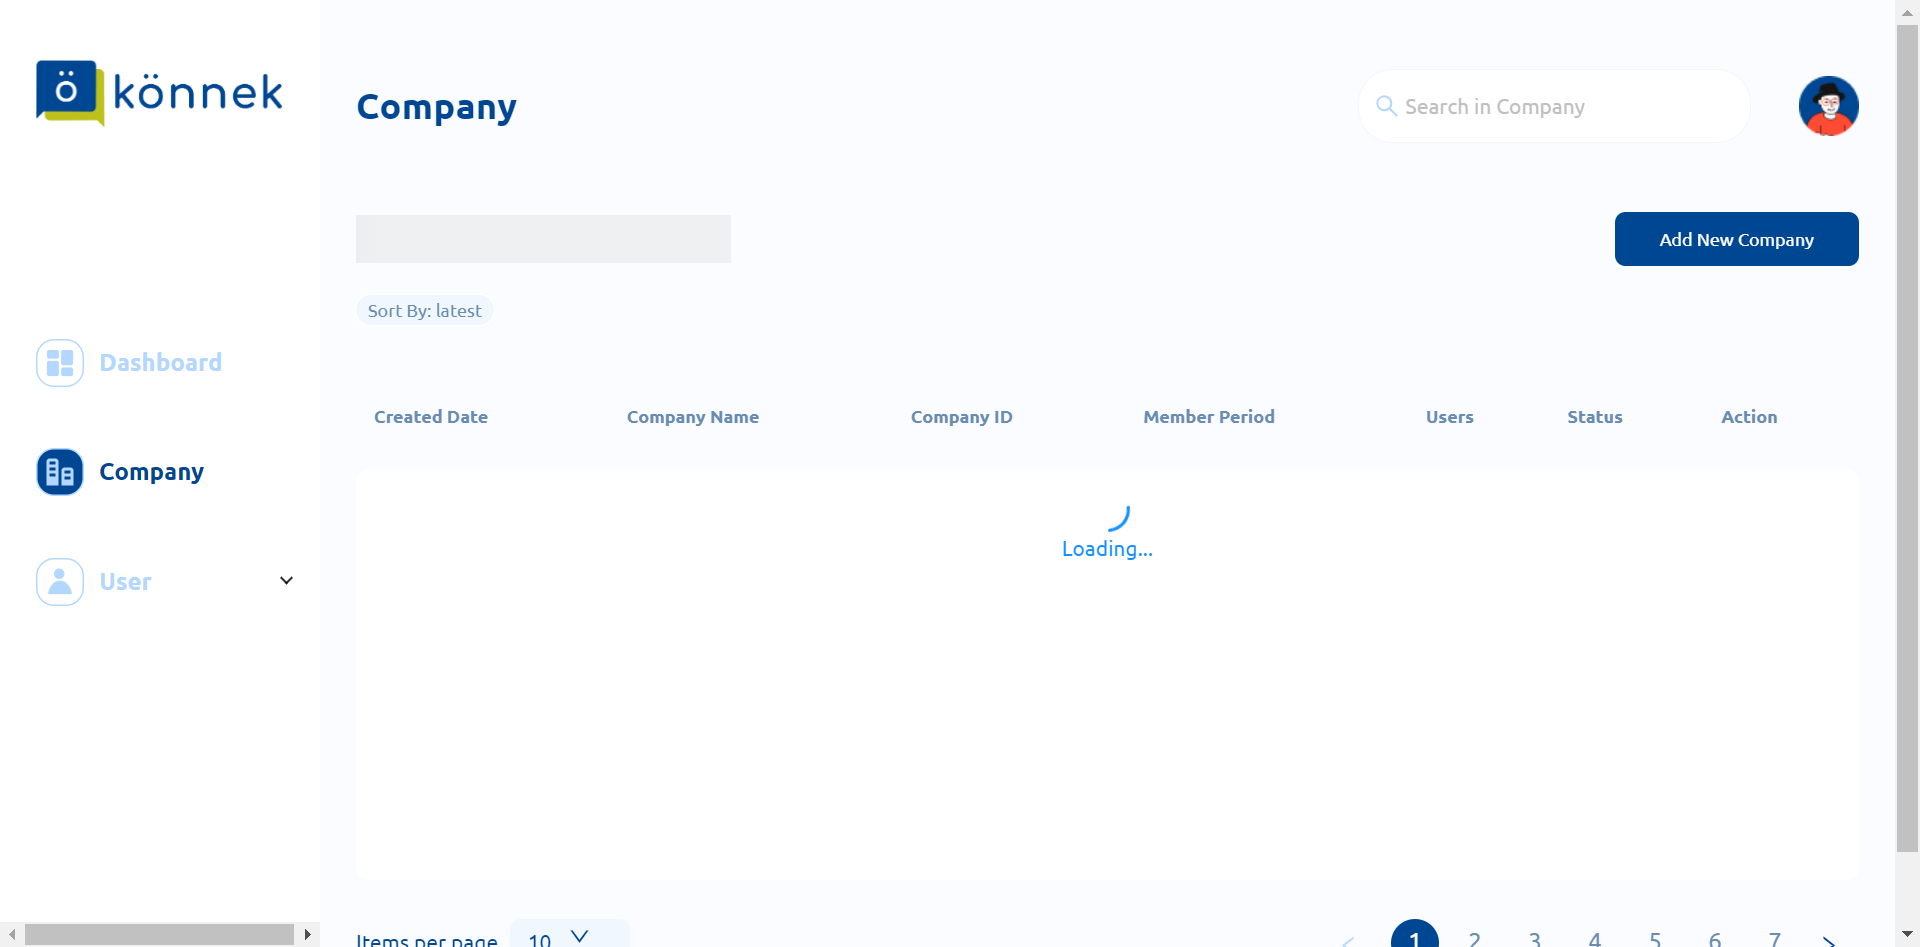 ö könnek
Company
Search in Company
Add New Company
Sort By: latest
Dashboard
Company
User
Created Date Company Name Company ID Member Period Users Status Action
Loading...
Items per page 10 1 2 3 4 5 6 7